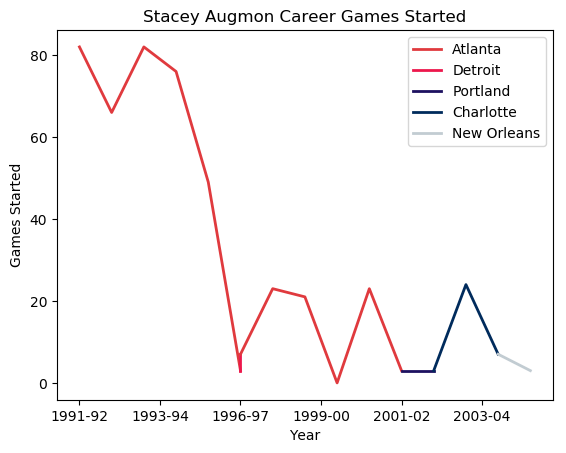 Stacey Augmon Career Games Started
Atlanta
Detroit
Portland
Charlotte
New Orleans
80
60
40
20
0
Games Started
1991-92 1993-94 1996-97 1999-00 2001-02 2003-04
Year